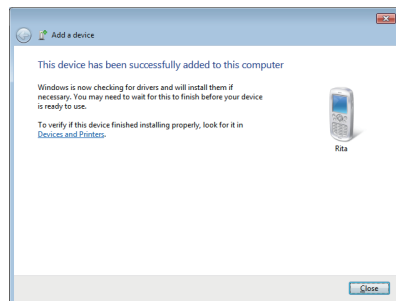 Add a device
This device has been successfully added to this computer
Windows is now checking for drivers and will install them if
necessary. You may need to wait for this to finish before your device
is ready to use.
To verify if this device finished installing properly, look for it in
Devices and Printers.
Rita
Close